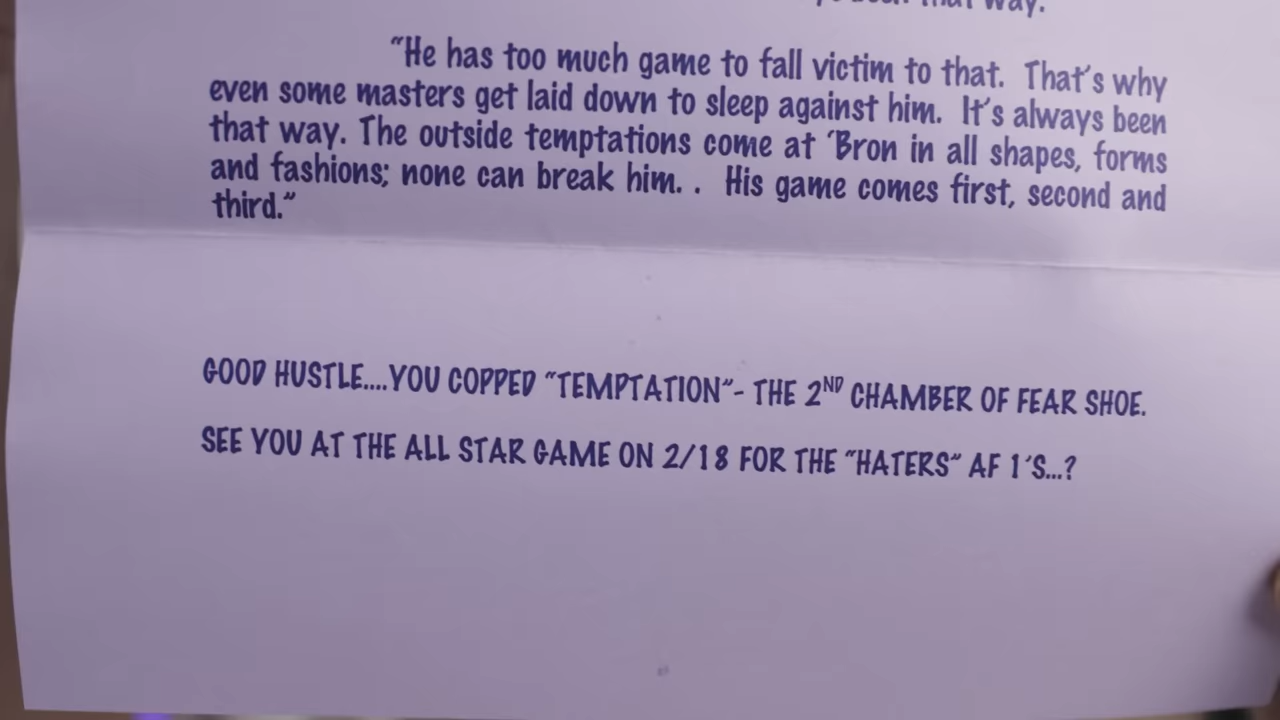 that way.
"He has too much game to fall victim to that.  That's why
even some masters get laid down to sleep against him.  It's always been
that way. The outside temptations come at 'Bron in all shapes, forms
and fashions; none can break him. .  His game comes first, second and
third."
GOOD HUSTLE....YOU COPPED "TEMPTATION"- THE 2ND CHAMBER OF FEAR SHOE.
SEE YOU AT THE ALL STAR GAME ON 2/18 FOR THE "HATERS" AF 1'S...?